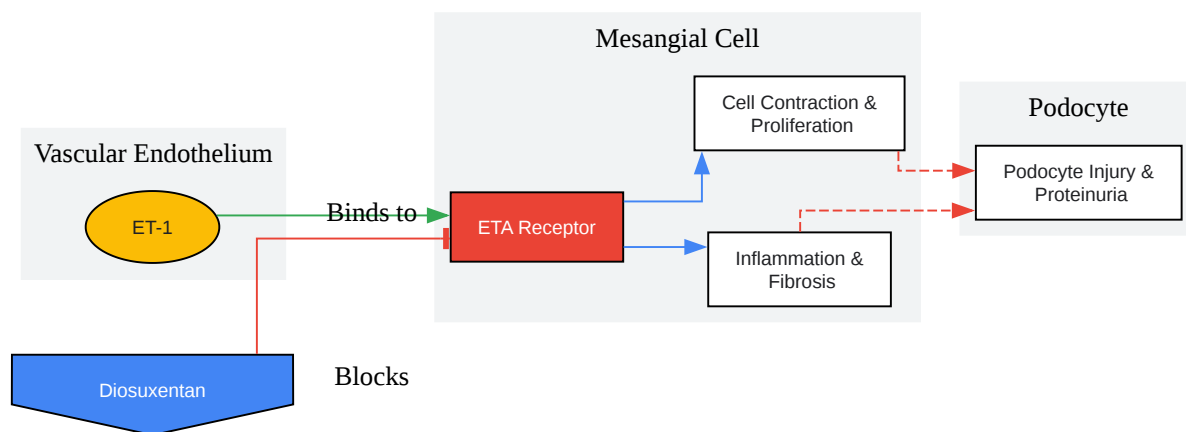 Mesangial Cell
Cell Contraction &
Proliferation
Podocyte
Vascular Endothelium
Podocyte Injury &
Proteinuria
ET-1
Binds to
ETA Receptor
Inflammation &
Fibrosis
Blocks
Diosuxentan